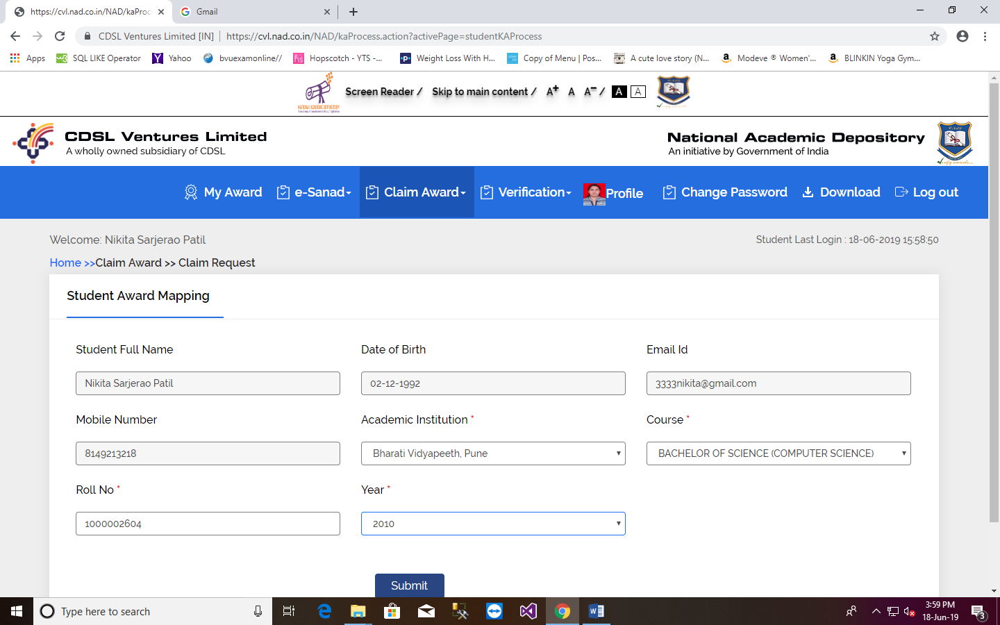 https://cvl.nad.co.in/NAD/kaProc
Gmail
CDSL Ventures Limited [IN] | https://cvl.nad.co.in/NAD/kaProcess.action?activePage=studentKAProcess
Apps SQL LIKE Operator Yahoo bvuexamonline// Hopscotch - YTS -... Weight Loss With H... Copy of Menu | Pos... A cute love story (N... Modeve ® Women'... BLINKIN Yoga Gym...
NATIONAL ACADEMIC DEPOSITORY
Screen Reader / Skip to main content / A+ A A- / A A
CDSL Ventures Limited
A wholly owned subsidiary of CDSL
National Academic Depository
An initiative by Government of India
My Award e-Sanad Claim Award Verification Profile Change Password Download Log out
Welcome: Nikita Sarjerao Patil
Student Last Login : 18-06-2019 15:58:50
Home >>Claim Award >> Claim Request
Student Award Mapping
Student Full Name Date of Birth Email Id
Nikita Sarjerao Patil 02-12-1992 3333nikita@gmail.com
Mobile Number Academic Institution * Course *
8149213218 Bharati Vidyapeeth, Pune BACHELOR OF SCIENCE (COMPUTER SCIENCE)
Roll No * Year *
1000002604 2010
Submit
Type here to search
3:59 PM
18-Jun-19
3